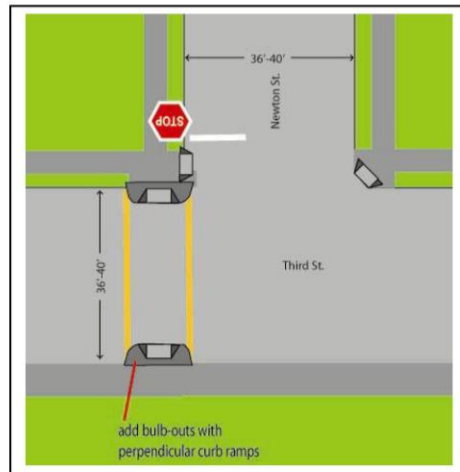 36'-40'
Newton St.
STOP
36'-40'
Third St.
add bulb-outs with
perpendicular curb ramps